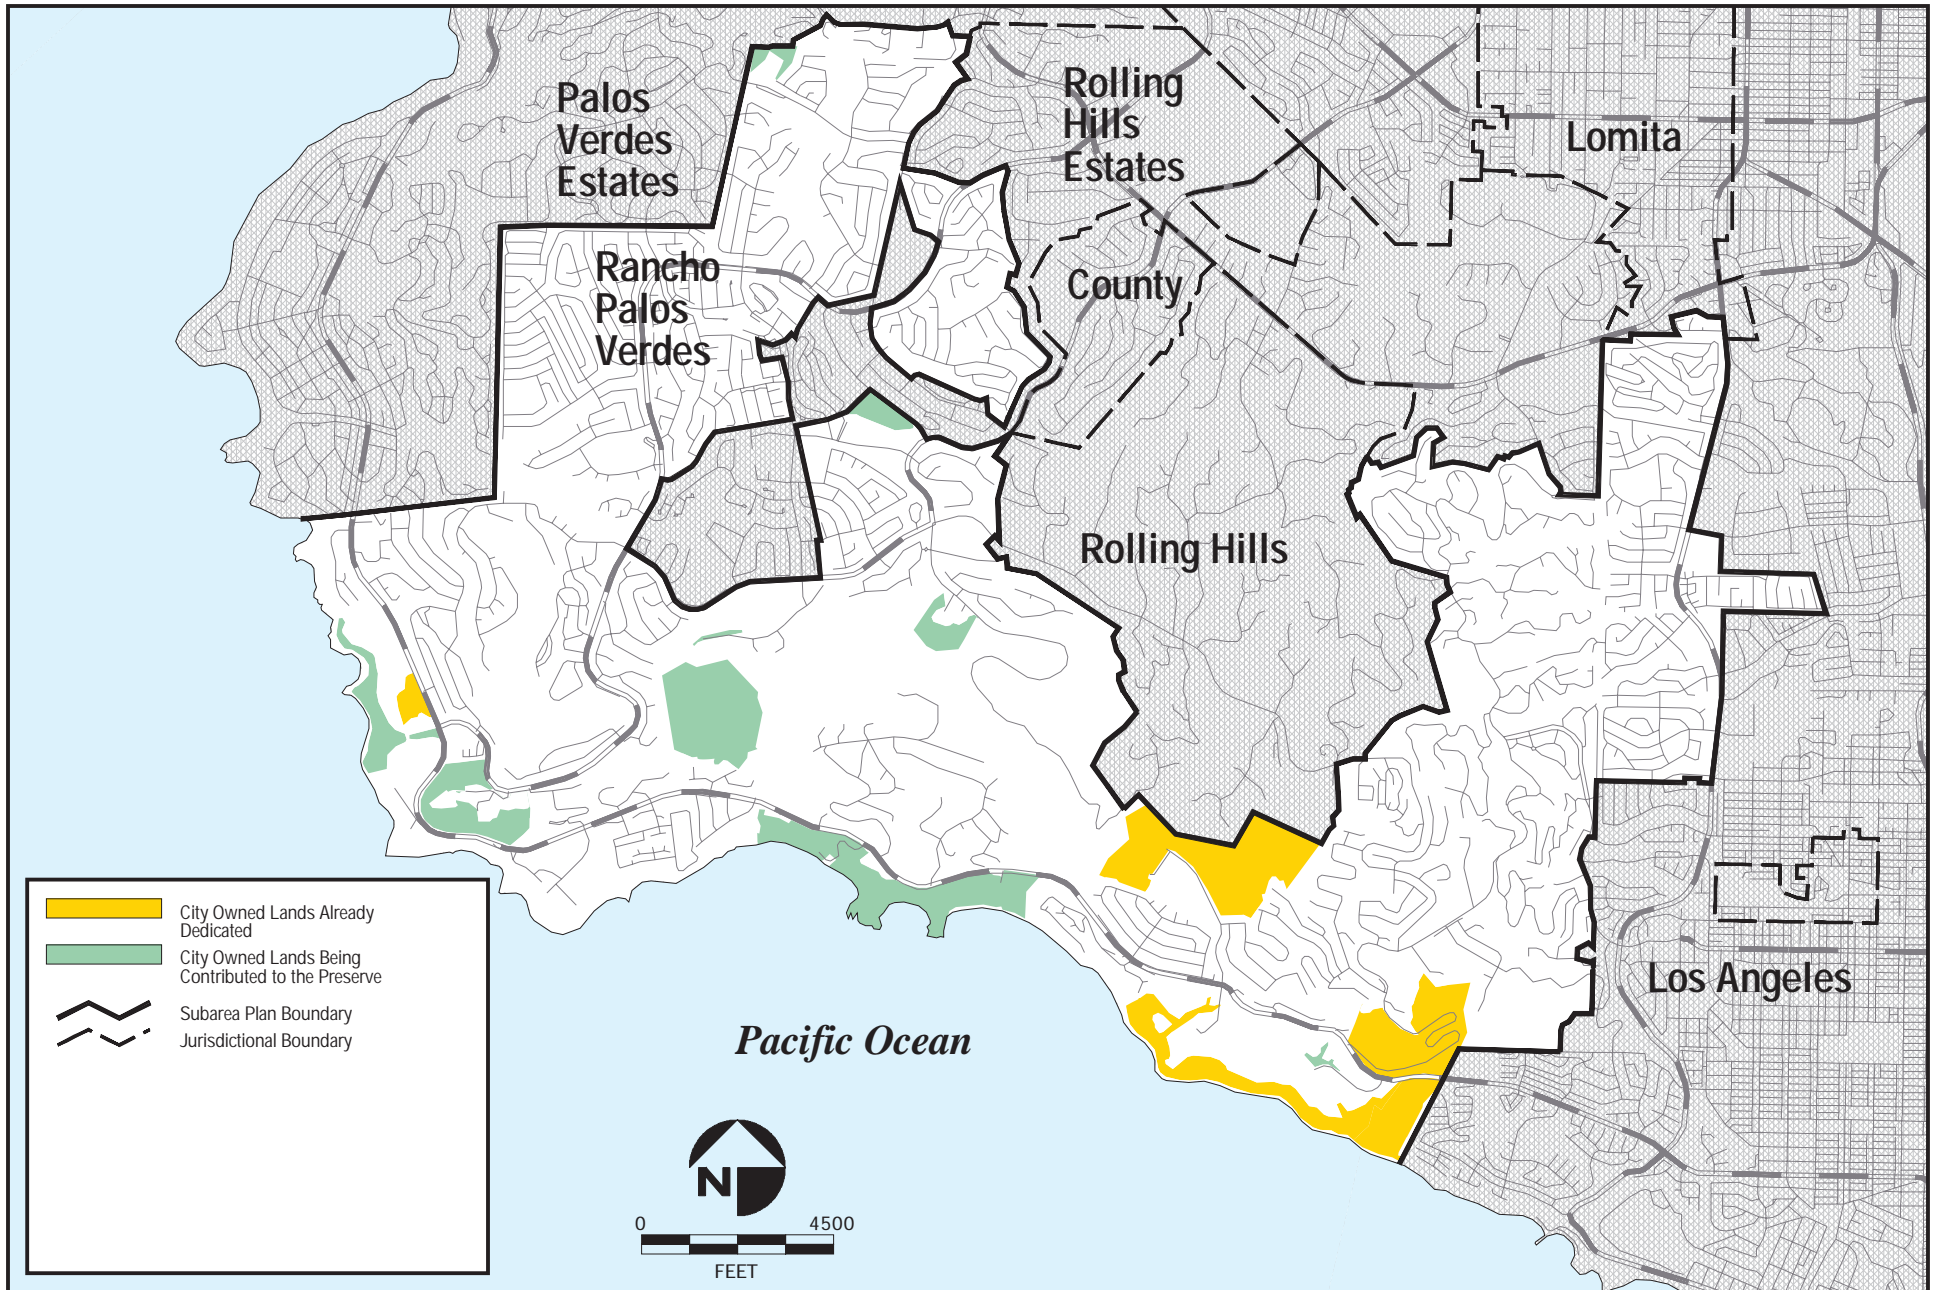 Palos
Verdes
Estates
Rolling
Hills
Estates
Lomita
Rancho
Palos
Verdes
County
Rolling Hills
Los Angeles
City Owned Lands Already
Dedicated
City Owned Lands Being
Contributed to the Preserve
Subarea Plan Boundary
Jurisdictional Boundary
Pacific Ocean
N
0 4500
FEET